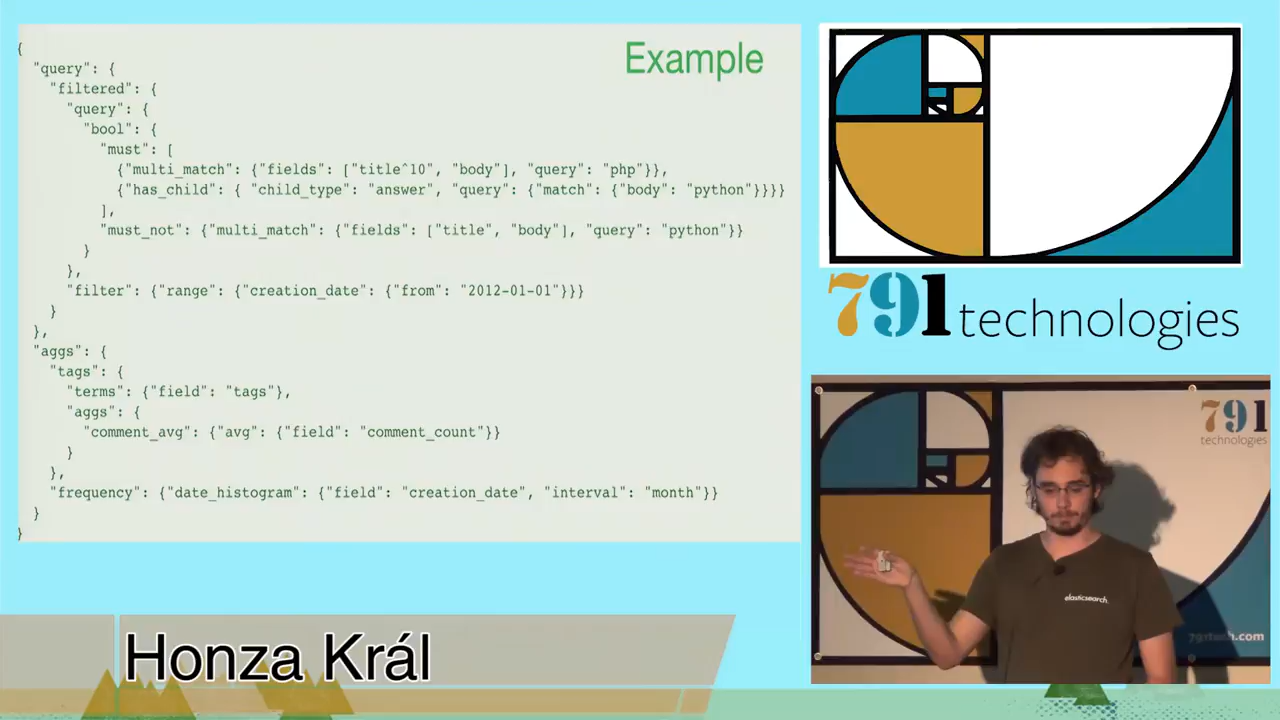 Example
{
"query": {
"filtered": {
"query": {
"bool": {
"must": [
{"multi_match": {"fields": ["title^10", "body"], "query": "php"}},
{"has_child": { "child_type": "answer", "query": {"match": {"body": "python"}}}}
],
"must_not": {"multi_match": {"fields": ["title", "body"], "query": "python"}}
}
},
"filter": {"range": {"creation_date": {"from": "2012-01-01"}}}
}
},
"aggs": {
"tags": {
"terms": {"field": "tags"},
"aggs": {
"comment_avg": {"avg": {"field": "comment_count"}}
}
},
"frequency": {"date_histogram": {"field": "creation_date", "interval": "month"}}
}
}
791 technologies
791
technologies
elasticsearch.
791tech.com
Honza Král